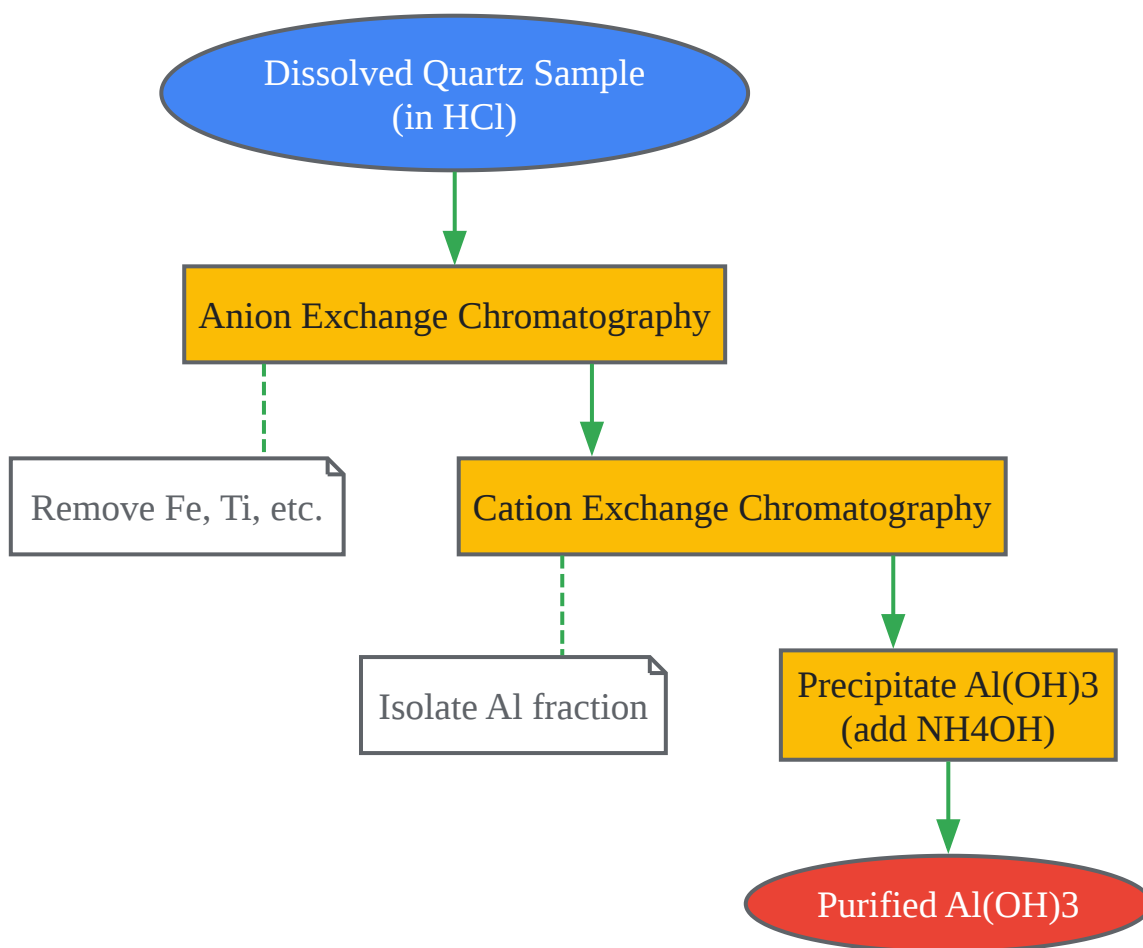 Dissolved Quartz Sample
(in HCl)
Anion Exchange Chromatography
Remove Fe, Ti, etc.
Cation Exchange Chromatography
Isolate Al fraction
Precipitate Al(OH)3
(add NH4OH)
Purified Al(OH)3